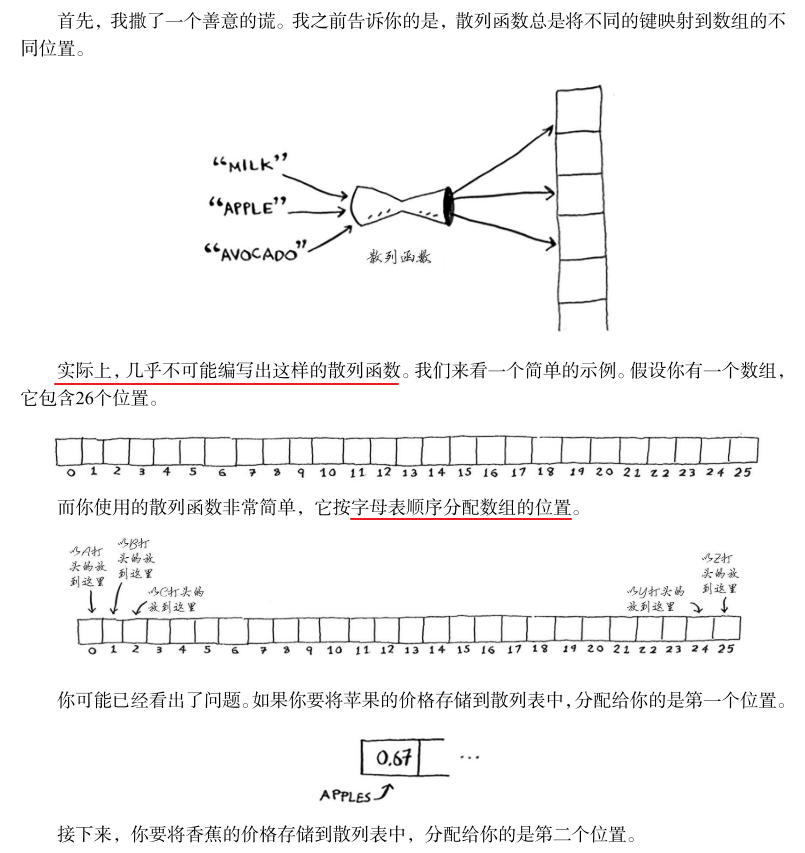 首先，我撒了一个善意的谎。我之前告诉你的是，散列函数总是将不同的键映射到数组的不
同位置。
“MILK”
“APPLE”
“AVOCADO”
散列函数
实际上，几乎不可能编写出这样的散列函数。我们来看一个简单的示例。假设你有一个数组，
它包含26个位置。
0 1 2 3 4 5 6 7 8 9 10 11 12 13 14 15 16 17 18 19 20 21 22 23 24 25
而你使用的散列函数非常简单，它按字母表顺序分配数组的位置。
以A打
头的放
到这里
以B打
头的放
到这里
以C打头的
放到这里
以Y打头的
放到这里
以Z打
头的放
到这里
0 1 2 3 4 5 6 7 8 9 10 11 12 13 14 15 16 17 18 19 20 21 22 23 24 25
你可能已经看出了问题。如果你要将苹果的价格存储到散列表中，分配给你的是第一个位置。
0.67 ...
APPLES
接下来，你要将香蕉的价格存储到散列表中，分配给你的是第二个位置。